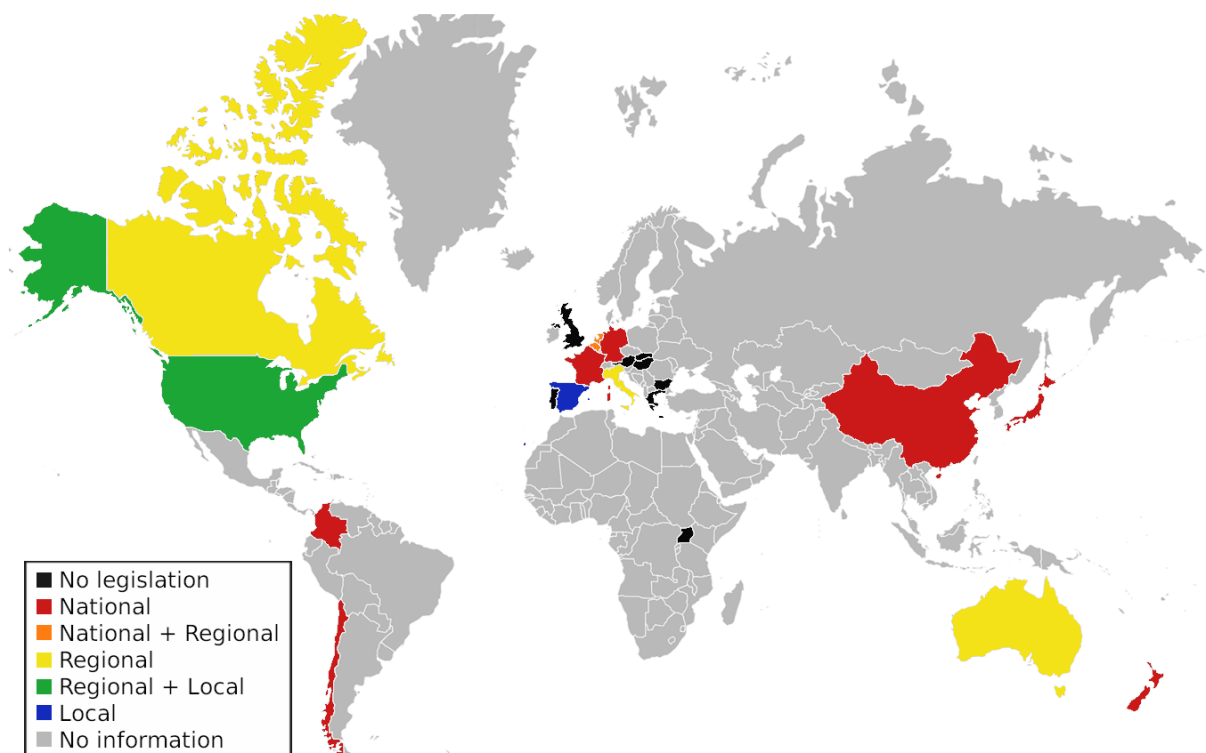 No legislation
National
National + Regional
Regional
Regional + Local
Local
No information